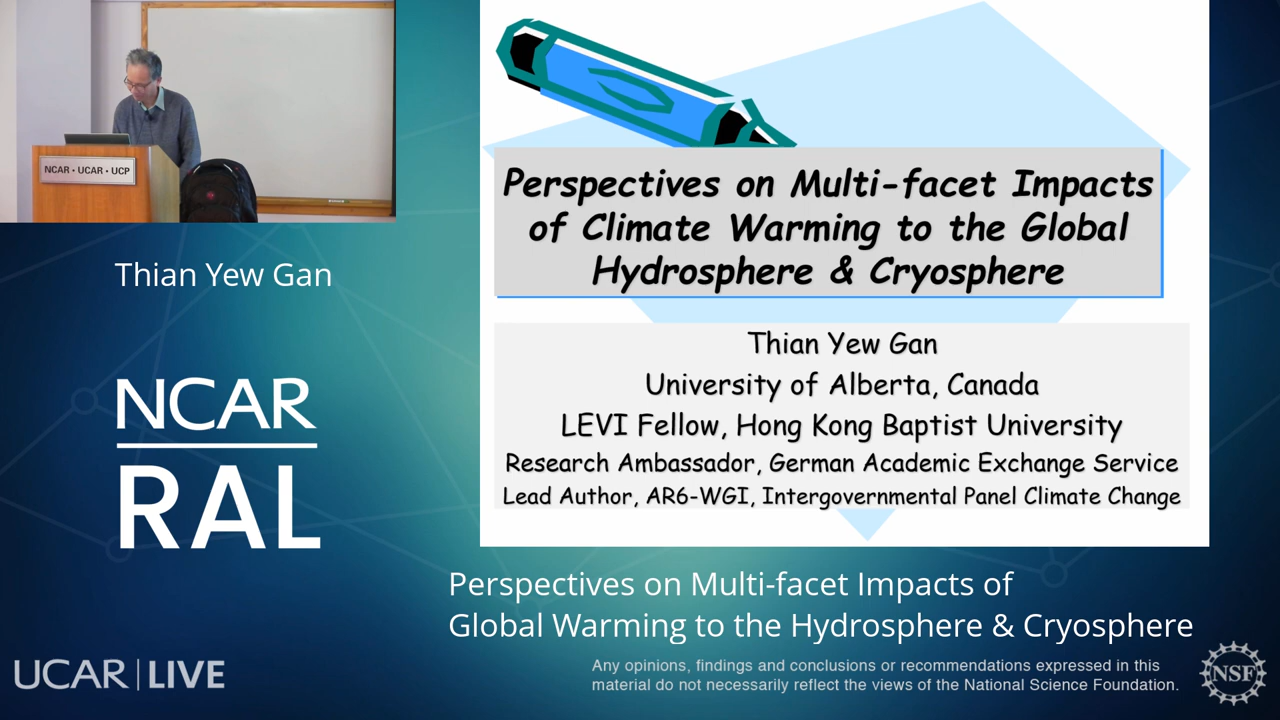 NCAR • UCAR • UCP
Thian Yew Gan
NCAR
RAL
Perspectives on Multi-facet Impacts
of Climate Warming to the Global
Hydrosphere & Cryosphere
Thian Yew Gan
University of Alberta, Canada
LEVI Fellow, Hong Kong Baptist University
Research Ambassador, German Academic Exchange Service
Lead Author, AR6-WGI, Intergovernmental Panel Climate Change
Perspectives on Multi-facet Impacts of
Global Warming to the Hydrosphere & Cryosphere
UCAR | LIVE
Any opinions, findings and conclusions or recommendations expressed in this
material do not necessarily reflect the views of the National Science Foundation.
NSF